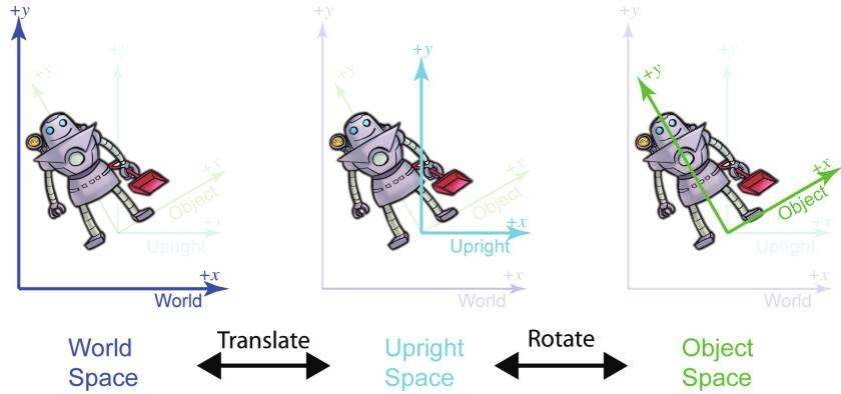 +y
+y
+y
+x
Object
+x
Upright
+x
World
+y
+y
+y
+x
Object
+x
Upright
+x
World
+y
+y
+y
+x
Object
+x
Upright
+x
World
World Space
Translate
Upright Space
Rotate
Object Space